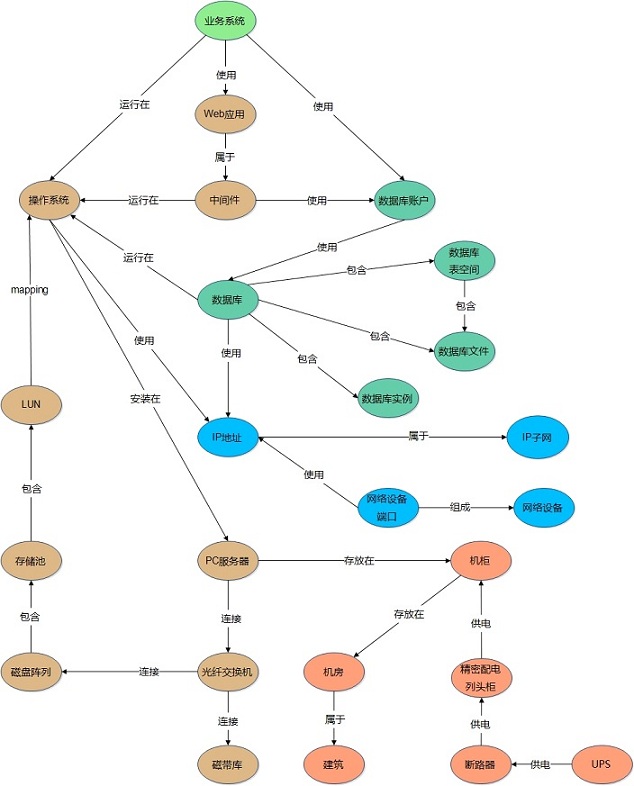 业务系统
使用
运行在
使用
Web应用
属于
操作系统
运行在
中间件
使用
数据库账户
使用
运行在
数据库
表空间
包含
mapping
数据库
包含
使用
使用
包含
数据库文件
包含
安装在
LUN
数据库实例
IP地址
属于
IP子网
使用
包含
网络设备
端口
组成
网络设备
存储池
PC服务器
存放在
机柜
包含
连接
存放在
供电
磁盘阵列
连接
光纤交换机
机房
精密配电
列头柜
连接
属于
供电
磁带库
建筑
断路器
供电
UPS